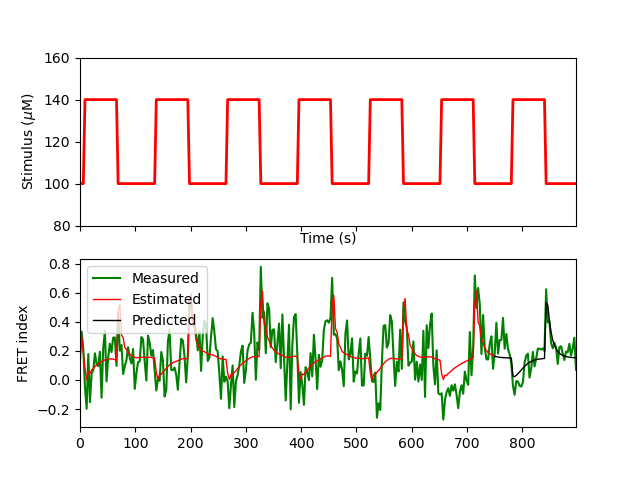 160
140
120
100
80
Stimulus (μM)
Time (s)
0.8
0.6
0.4
0.2
0.0
−0.2
FRET index
Measured
Estimated
Predicted
0 100 200 300 400 500 600 700 800